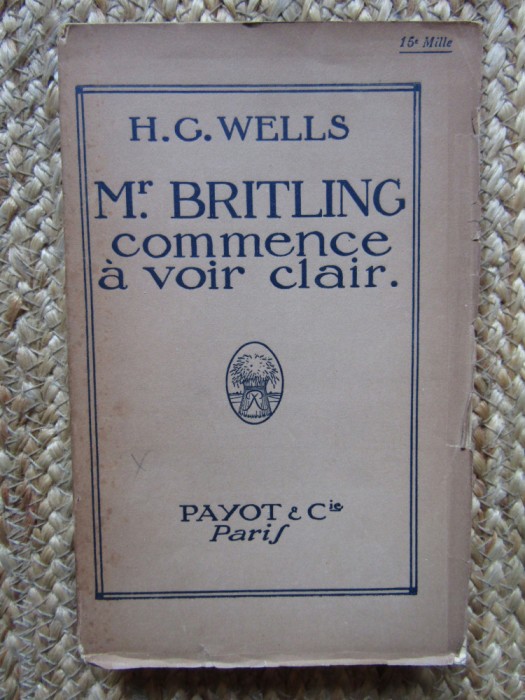 15e Mille
H.G. WELLS
Mr. BRITLING
commence
à voir clair.
PAYOT & Cie
Paris